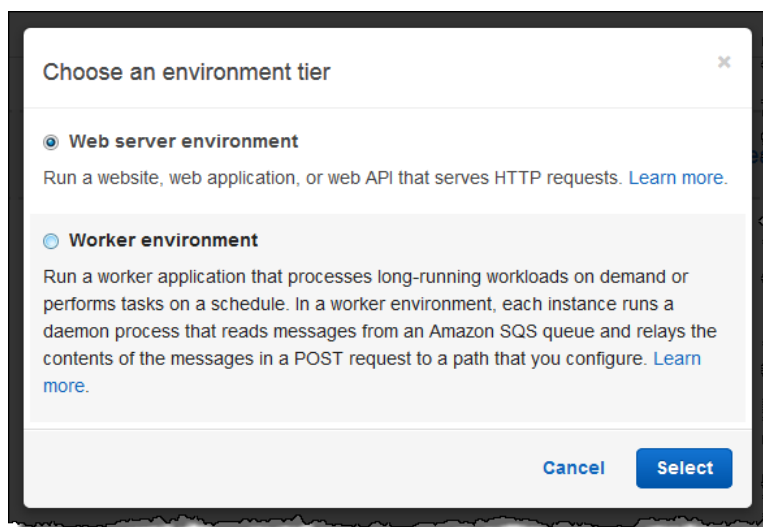 Choose an environment tier
×
Web server environment
Run a website, web application, or web API that serves HTTP requests. Learn more.
Worker environment
Run a worker application that processes long-running workloads on demand or
performs tasks on a schedule. In a worker environment, each instance runs a
daemon process that reads messages from an Amazon SQS queue and relays the
contents of the messages in a POST request to a path that you configure. Learn
more.
Cancel
Select